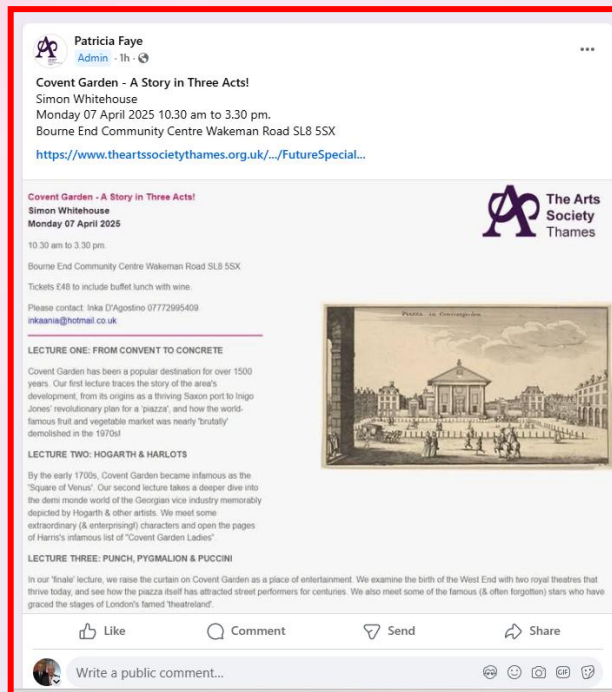 Patricia Faye
Admin · 1h ·
Covent Garden - A Story in Three Acts!
Simon Whitehouse
Monday 07 April 2025 10.30 am to 3.30 pm.
Bourne End Community Centre Wakeman Road SL8 5SX
https://www.theartssocietythames.org.uk/.../FutureSpecial...
Covent Garden - A Story in Three Acts!
Simon Whitehouse
Monday 07 April 2025
10.30 am to 3.30 pm.
Bourne End Community Centre Wakeman Road SL8 5SX
Tickets £48 to include buffet lunch with wine.
Please contact: Inka D'Agostino 07772995409
inkaania@hotmail.co.uk
The Arts
Society
Thames
Piazza in Coventgarden
LECTURE ONE: FROM CONVENT TO CONCRETE
Covent Garden has been a popular destination for over 1500
years. Our first lecture traces the story of the area's
development, from its origins as a thriving Saxon port to Inigo
Jones' revolutionary plan for a 'piazza', and how the world-
famous fruit and vegetable market was nearly 'brutally'
demolished in the 1970s!
LECTURE TWO: HOGARTH & HARLOTS
By the early 1700s, Covent Garden became infamous as the
'Square of Venus'. Our second lecture takes a deeper dive into
the demi monde world of the Georgian vice industry memorably
depicted by Hogarth & other artists. We meet some
extraordinary (& enterprising!) characters and open the pages
of Harris's infamous list of "Covent Garden Ladies".
LECTURE THREE: PUNCH, PYGMALION & PUCCINI
In our 'finale' lecture, we raise the curtain on Covent Garden as a place of entertainment. We examine the birth of the West End with two royal theatres that
thrive today, and see how the piazza itself has attracted street performers for centuries. We also meet some of the famous (& often forgotten) stars who have
graced the stages of London's famed 'theatreland'.
Like
Comment
Send
Share
Write a public comment...
GIF